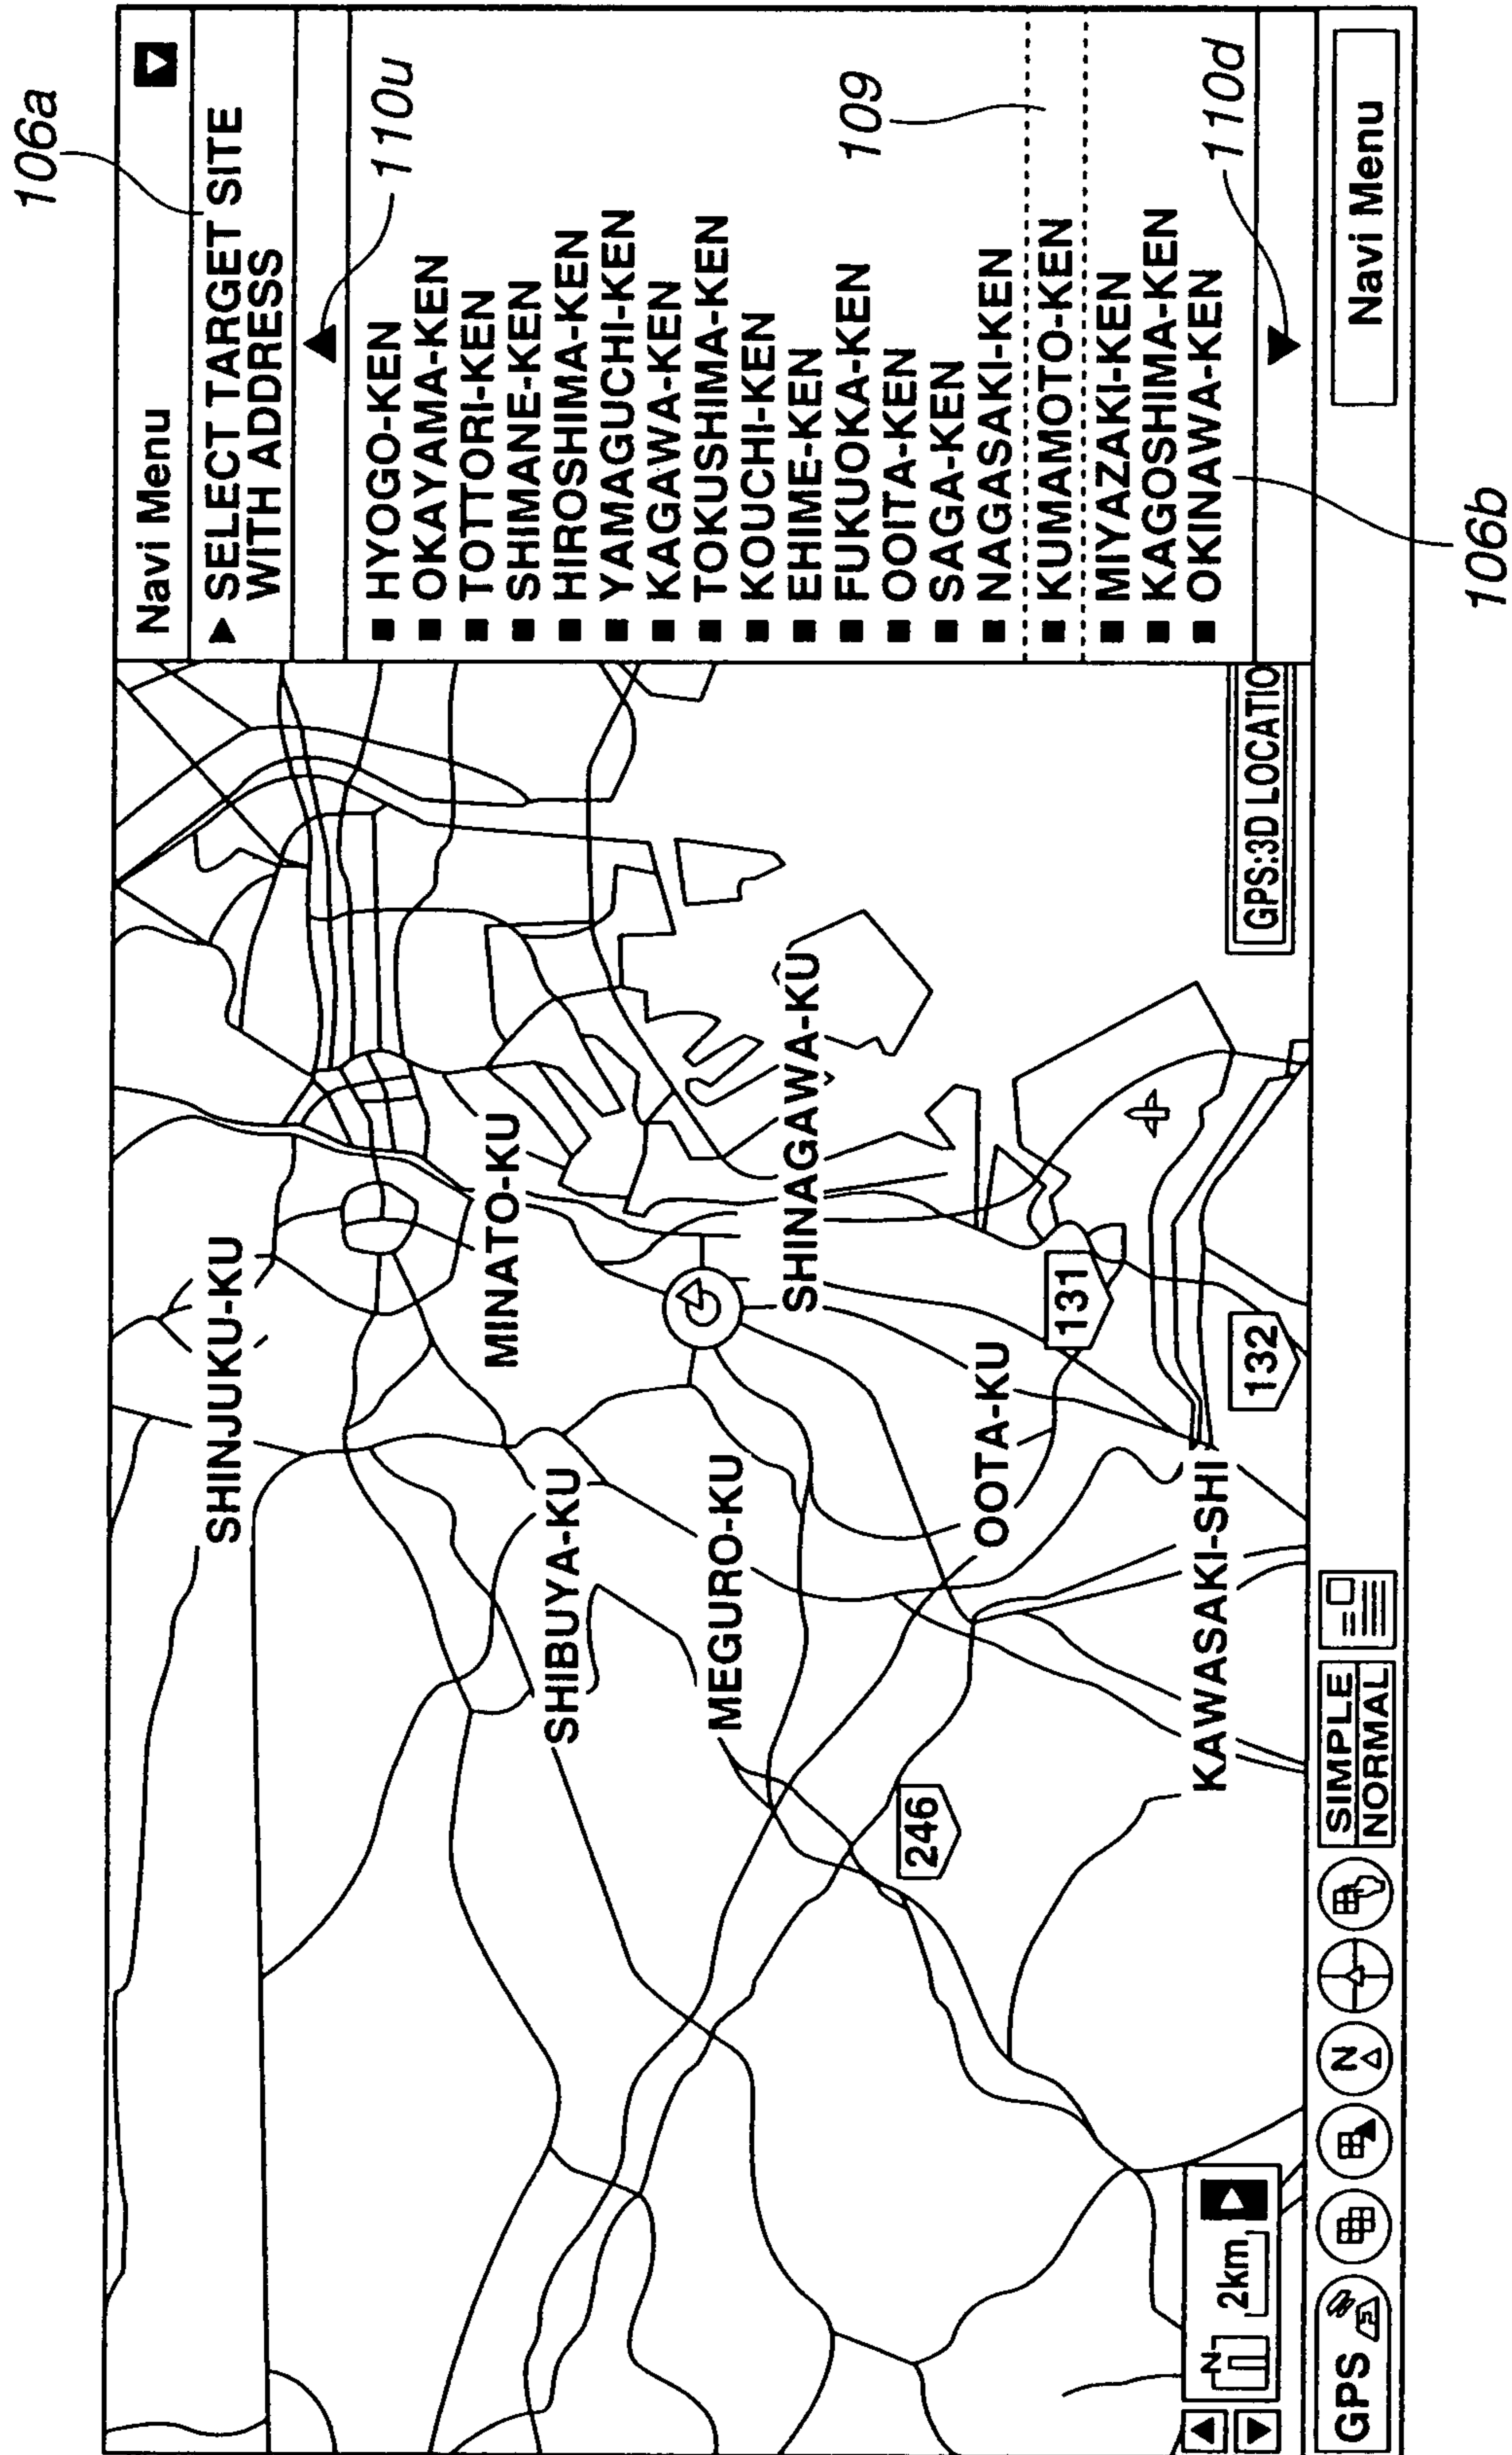 106a
Navi Menu
▶ SELECT TARGET SITE
WITH ADDRESS
110u
■ HYOGO-KEN
■ OKAYAMA-KEN
■ TOTTORI-KEN
■ SHIMANE-KEN
■ HIROSHIMA-KEN
■ YAMAGUCHI-KEN
■ KAGAWA-KEN
■ TOKUSHIMA-KEN
■ KOUCHI-KEN
■ EHIME-KEN
■ FUKUOKA-KEN
■ OOITA-KEN
■ SAGA-KEN
■ NAGASAKI-KEN
■ KUMAMOTO-KEN
■ MIYAZAKI-KEN
■ KAGOSHIMA-KEN
■ OKINAWA-KEN
109
110d
106b
SHINJUKU-KU
MINATO-KU
SHIBUYA-KU
MEGURO-KU
SHINAGAWA-KU
246
OOTA-KU
131
KAWASAKI-SHI
132
GPS:3D LOCATIO
N 2km
GPS
N
SIMPLE
NORMAL
Navi Menu